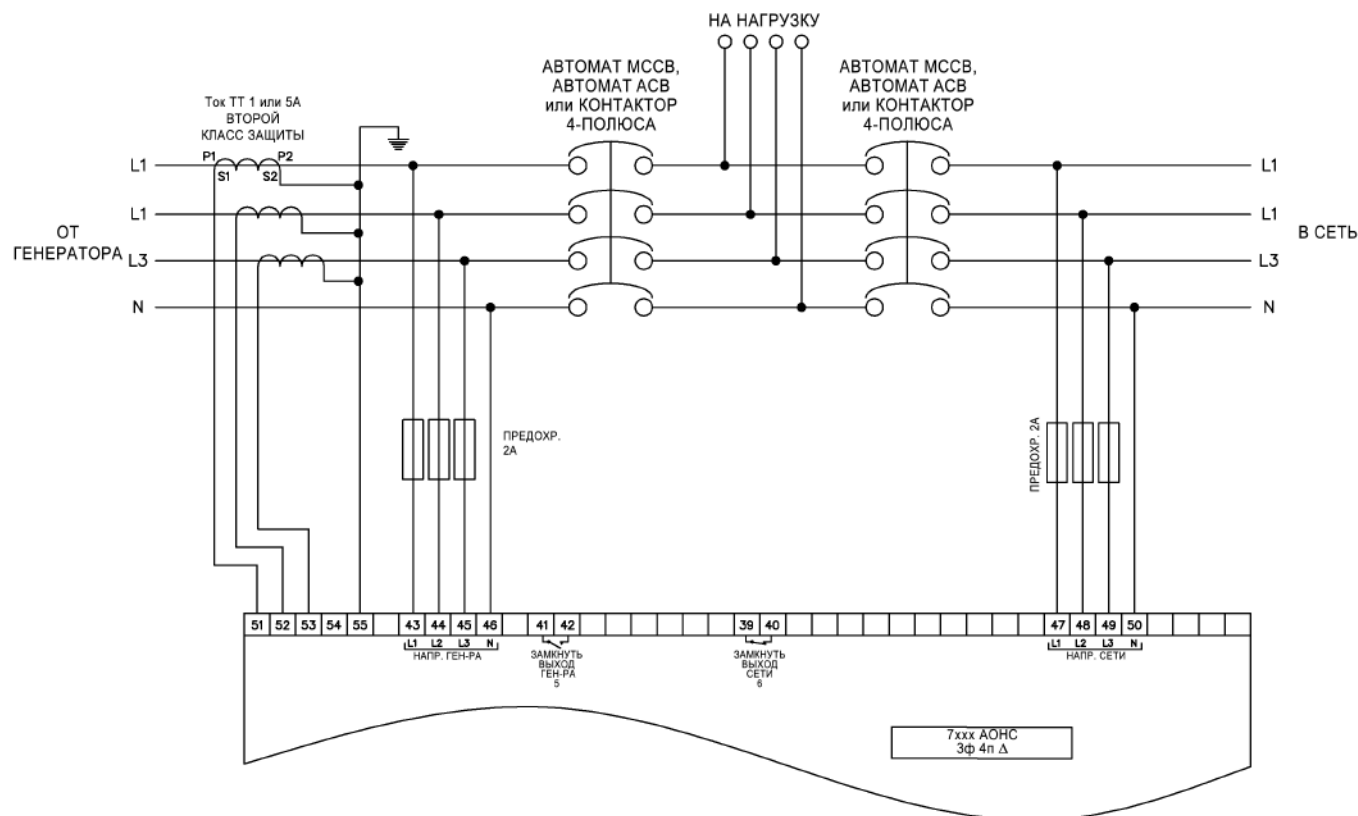 НА НАГРУЗКУ
АВТОМАТ МССВ,
АВТОМАТ АСВ
или КОНТАКТОР
4-ПОЛЮСА
АВТОМАТ МССВ,
АВТОМАТ АСВ
или КОНТАКТОР
4-ПОЛЮСА
Ток ТТ 1 или 5А
ВТОРОЙ
КЛАСС ЗАЩИТЫ
P1 P2
S1 S2
L1
L1
L3
N
ОТ
ГЕНЕРАТОРА
L1
L1
L3
N
В СЕТЬ
ПРЕДОХР.
2А
ПРЕДОХР. 2А
51 52 53 54 55 43 44 45 46 41 42 39 40 47 48 49 50
L1 L2 L3 N
НАПР. ГЕН-РА
ЗАМКНУТЬ
ВЫХОД
ГЕН-РА
5
ЗАМКНУТЬ
ВЫХОД
СЕТИ
6
L1 L2 L3 N
НАПР. СЕТИ
7xxx АОНС
3ф 4п Δ